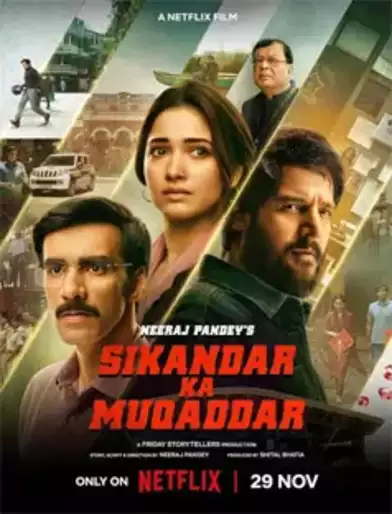 A NETFLIX FILM
NEERAJ PANDEY'S
SIKANDAR
KA
MUQADDAR
A FRIDAY STORYTELLERS PRODUCTION
STORY, SCRIPT & DIRECTION BY NEERAJ PANDEY PRODUCED BY SHITAL BHATIA
ONLY ON NETFLIX | 29 NOV